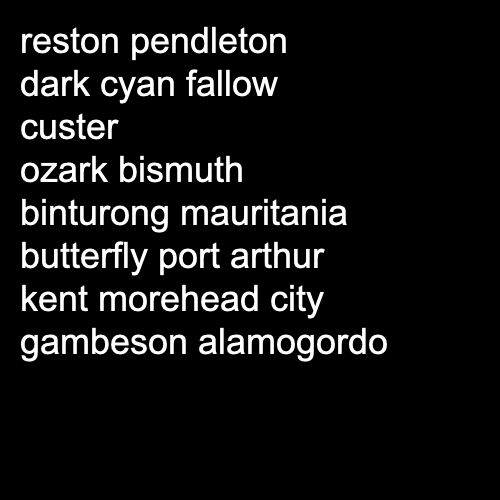 reston pendleton
dark cyan fallow
custer
ozark bismuth
binturong mauritania
butterfly port arthur
kent morehead city
gambeson alamogordo